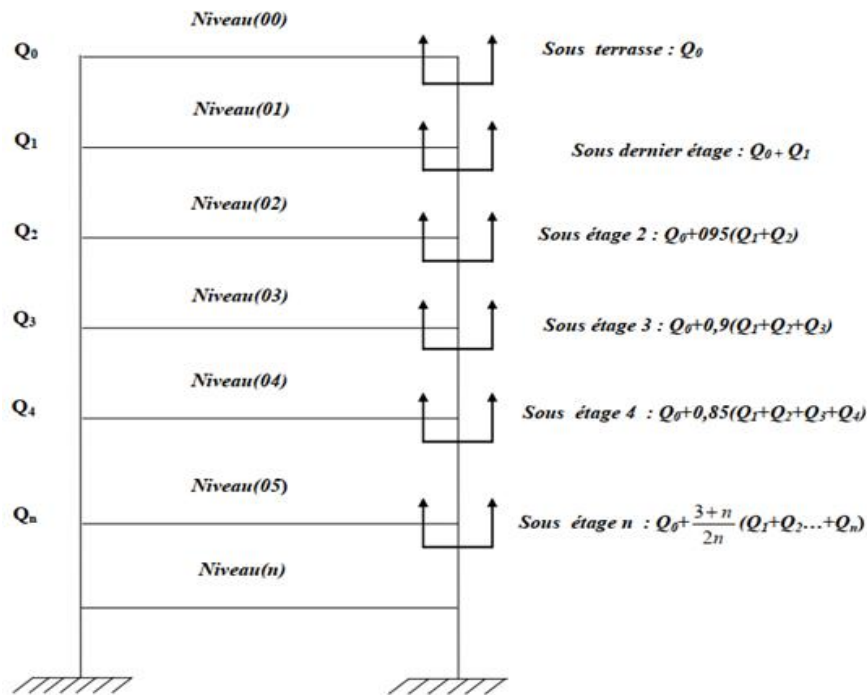 Niveau(00)
Q₀
Sous terrasse : Q₀
Niveau(01)
Q₁
Sous dernier étage : Q₀ + Q₁
Niveau(02)
Q₂
Sous étage 2 : Q₀+095(Q₁+Q₂)
Niveau(03)
Q₃
Sous étage 3 : Q₀+0,9(Q₁+Q₂+Q₃)
Niveau(04)
Q₄
Sous étage 4 : Q₀+0,85(Q₁+Q₂+Q₃+Q₄)
Niveau(05)
Qₙ
Sous étage n : Q₀+\frac{3+n}{2n}(Q₁+Q₂…+Qₙ)
Niveau(n)